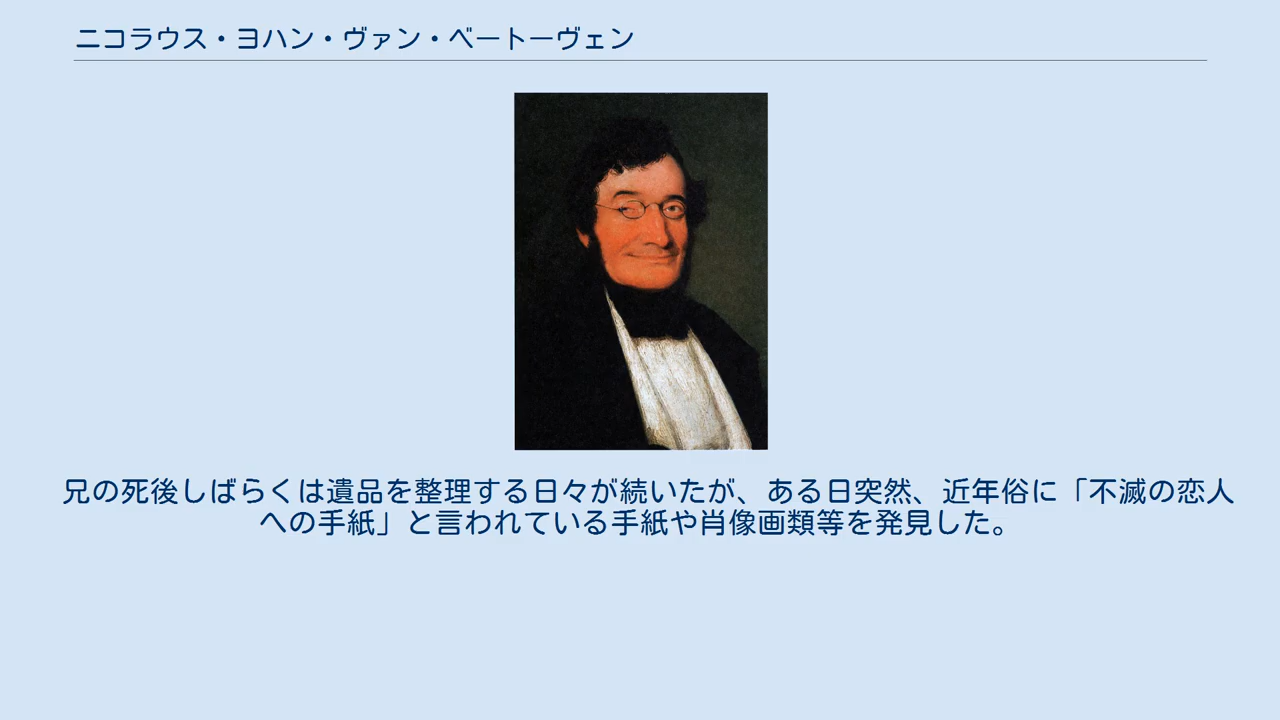 ニコラウス・ヨハン・ヴァン・ベートーヴェン
兄の死後しばらくは遺品を整理する日々が続いたが、ある日突然、近年俗に「不滅の恋人
への手紙」と言われている手紙や肖像画類等を発見した。